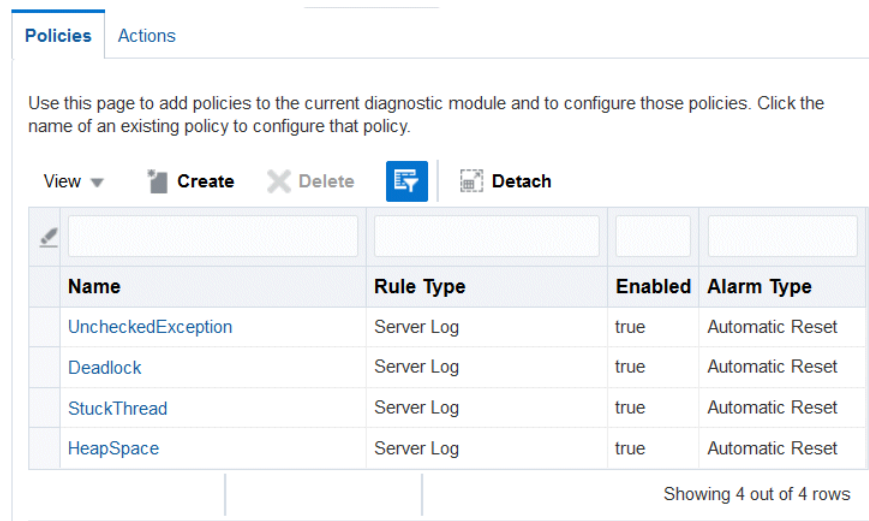 Policies Actions
Use this page to add policies to the current diagnostic module and to configure those policies. Click the
name of an existing policy to configure that policy.
View Create Delete Detach
Name Rule Type Enabled Alarm Type
UncheckedException Server Log true Automatic Reset
Deadlock Server Log true Automatic Reset
StuckThread Server Log true Automatic Reset
HeapSpace Server Log true Automatic Reset
Showing 4 out of 4 rows